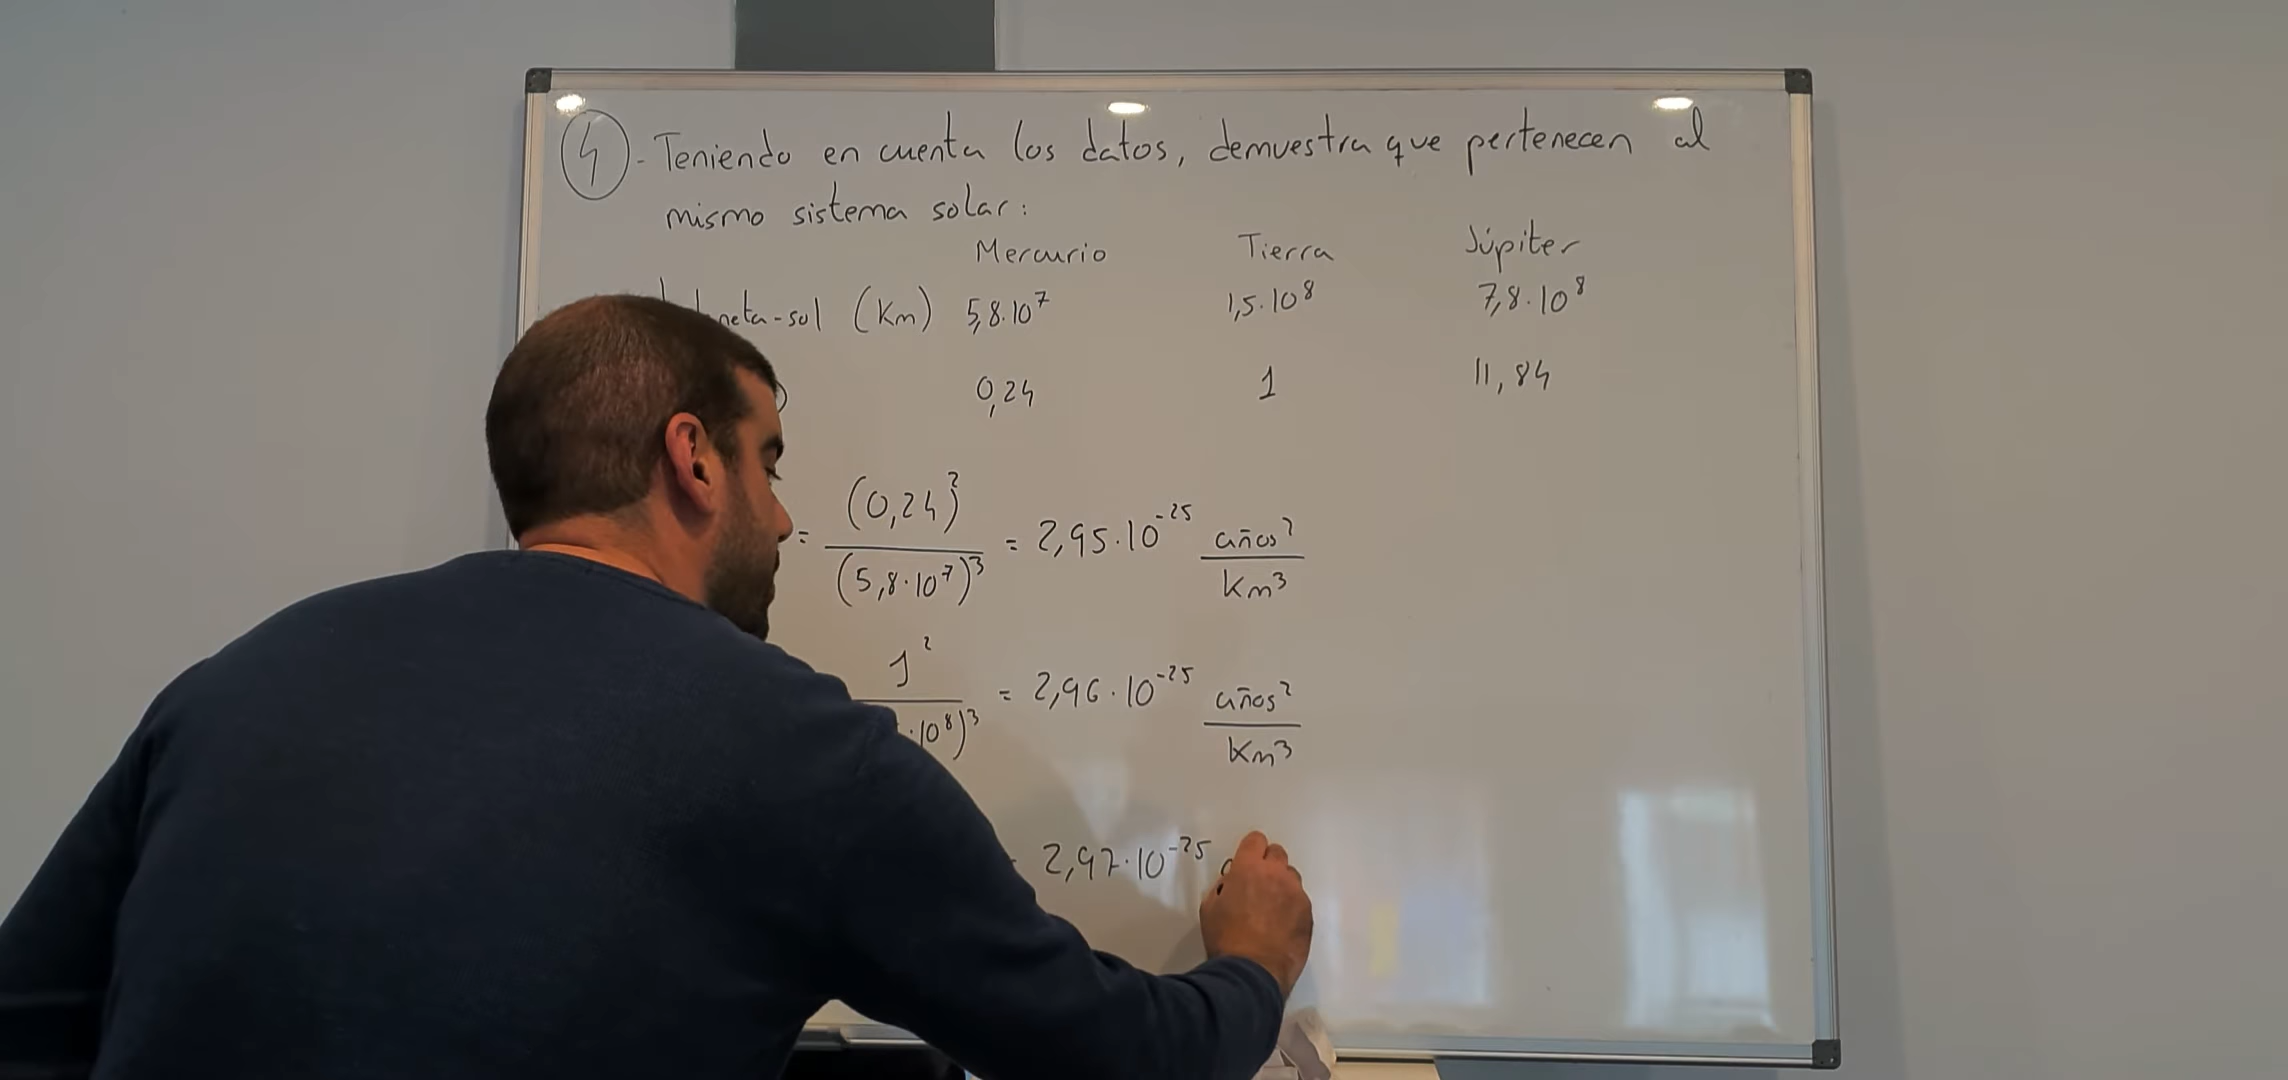 4.- Teniendo en cuenta los datos, demuestra que pertenecen al
mismo sistema solar:
Mercurio Tierra Júpiter
neta-sol (Km) 5,8·10⁷ 1,5·10⁸ 7,8·10⁸
) 0,24 1 11,84
= (0,24)² / (5,8·10⁷)³ = 2,95·10⁻²⁵ años² / Km³
1² / ·10⁸)³ = 2,96·10⁻²⁵ años² / Km³
= 2,97·10⁻²⁵